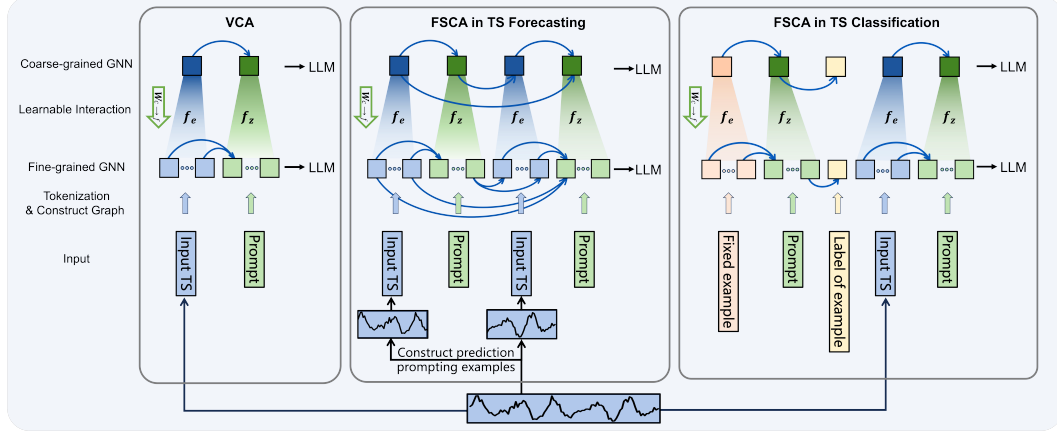 VCA
FSCA in TS Forecasting
FSCA in TS Classification
Coarse-grained GNN
LLM
LLM
LLM
Learnable Interaction
f_e
f_z
f_e
f_z
f_e
f_z
f_e
f_z
f_e
f_z
Fine-grained GNN
LLM
LLM
LLM
Tokenization
& Construct Graph
Input
Input TS
Prompt
Input TS
Prompt
Input TS
Prompt
Fixed example
Prompt
Label of example
Input TS
Prompt
Construct prediction
prompting examples